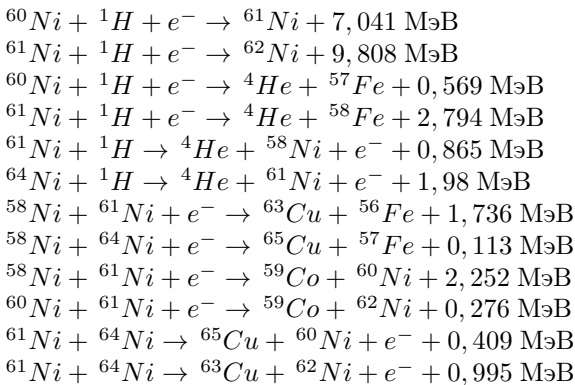 ⁶⁰Ni + ¹H + e⁻ → ⁶¹Ni + 7,041 МэВ
⁶¹Ni + ¹H + e⁻ → ⁶²Ni + 9,808 МэВ
⁶⁰Ni + ¹H + e⁻ → ⁴He + ⁵⁷Fe + 0,569 МэВ
⁶¹Ni + ¹H + e⁻ → ⁴He + ⁵⁸Fe + 2,794 МэВ
⁶¹Ni + ¹H → ⁴He + ⁵⁸Ni + e⁻ + 0,865 МэВ
⁶⁴Ni + ¹H → ⁴He + ⁶¹Ni + e⁻ + 1,98 МэВ
⁵⁸Ni + ⁶¹Ni + e⁻ → ⁶³Cu + ⁵⁶Fe + 1,736 МэВ
⁵⁸Ni + ⁶⁴Ni + e⁻ → ⁶⁵Cu + ⁵⁷Fe + 0,113 МэВ
⁵⁸Ni + ⁶¹Ni + e⁻ → ⁵⁹Co + ⁶⁰Ni + 2,252 МэВ
⁶⁰Ni + ⁶¹Ni + e⁻ → ⁵⁹Co + ⁶²Ni + 0,276 МэВ
⁶¹Ni + ⁶⁴Ni → ⁶⁵Cu + ⁶⁰Ni + e⁻ + 0,409 МэВ
⁶¹Ni + ⁶⁴Ni → ⁶³Cu + ⁶²Ni + e⁻ + 0,995 МэВ